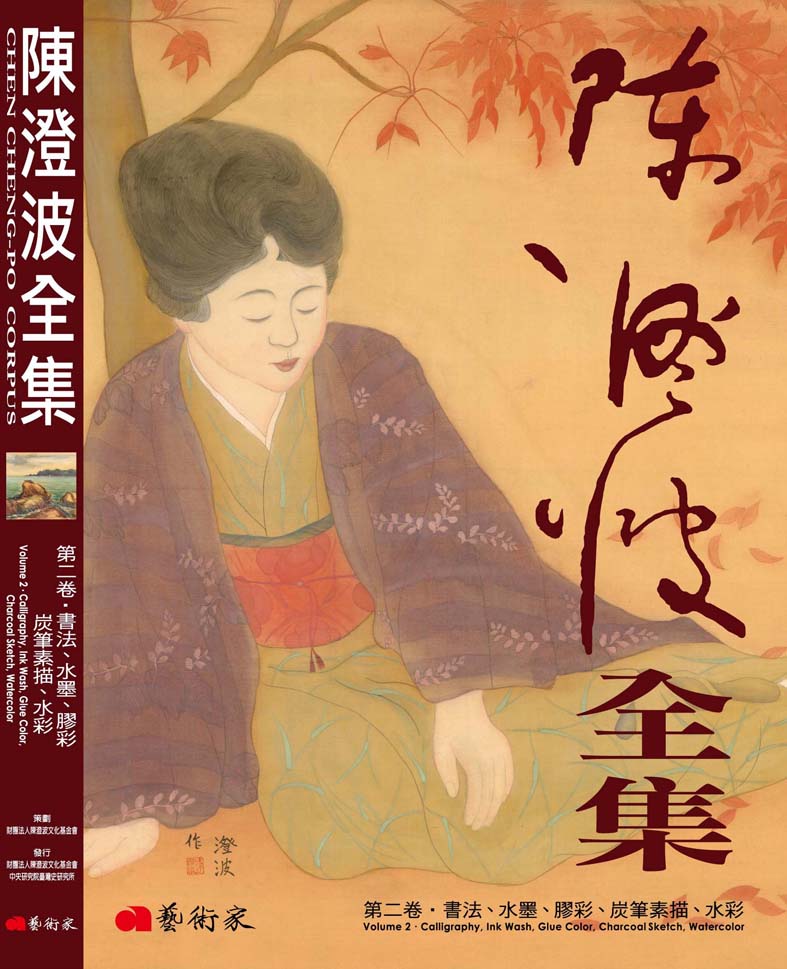 陳澄波全集
CHEN CHENG-PO CORPUS
第二�·書法、水墨、膠彩
炭筆素描、水彩
Volume 2 · Calligraphy, Ink Wash, Glue Color,
Charcoal Sketch, Watercolor
策劃
財團法人陳澄波文化基金會
發行
財團法人陳澄波文化基金會
中央研究院臺灣史研究所
a藝術家
陳澄波
全集
澄波
作
a藝術家
第二卷·書法、水墨、膠彩、炭筆素描、水彩
Volume 2 · Calligraphy, Ink Wash, Glue Color, Charcoal Sketch, Watercolor